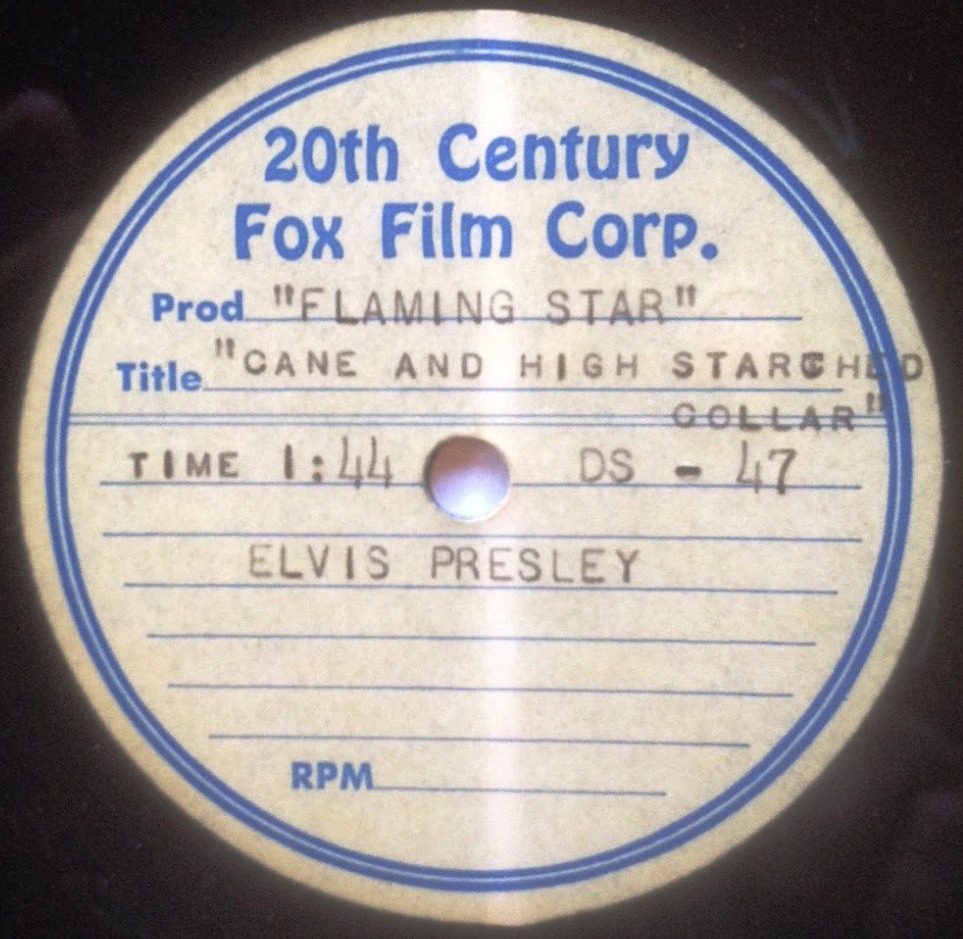 20th Century
Fox Film Corp.
Prod "FLAMING STAR"
Title "CANE AND HIGH STARCHED
COLLAR"
TIME 1:44 DS - 47
ELVIS PRESLEY
RPM